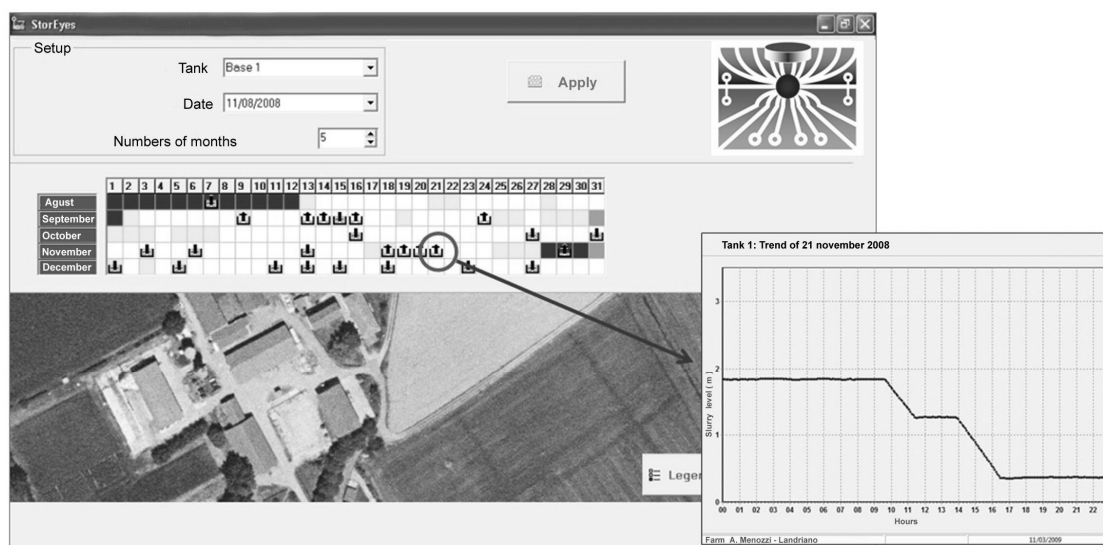 StorEyes
Setup
Tank Base 1
Date 11/08/2008
Apply
Numbers of months 5
1 2 3 4 5 6 7 8 9 10 11 12 13 14 15 16 17 18 19 20 21 22 23 24 25 26 27 28 29 30 31
Agust
September
October
November
December
Legen
Tank 1: Trend of 21 november 2008
Slurry level ( m )
3
2
1
0
00 01 02 03 04 05 06 07 08 09 10 11 12 13 14 15 16 17 18 19 20 21 22
Hours
Farm A. Menozzi - Landriano
11/03/2009